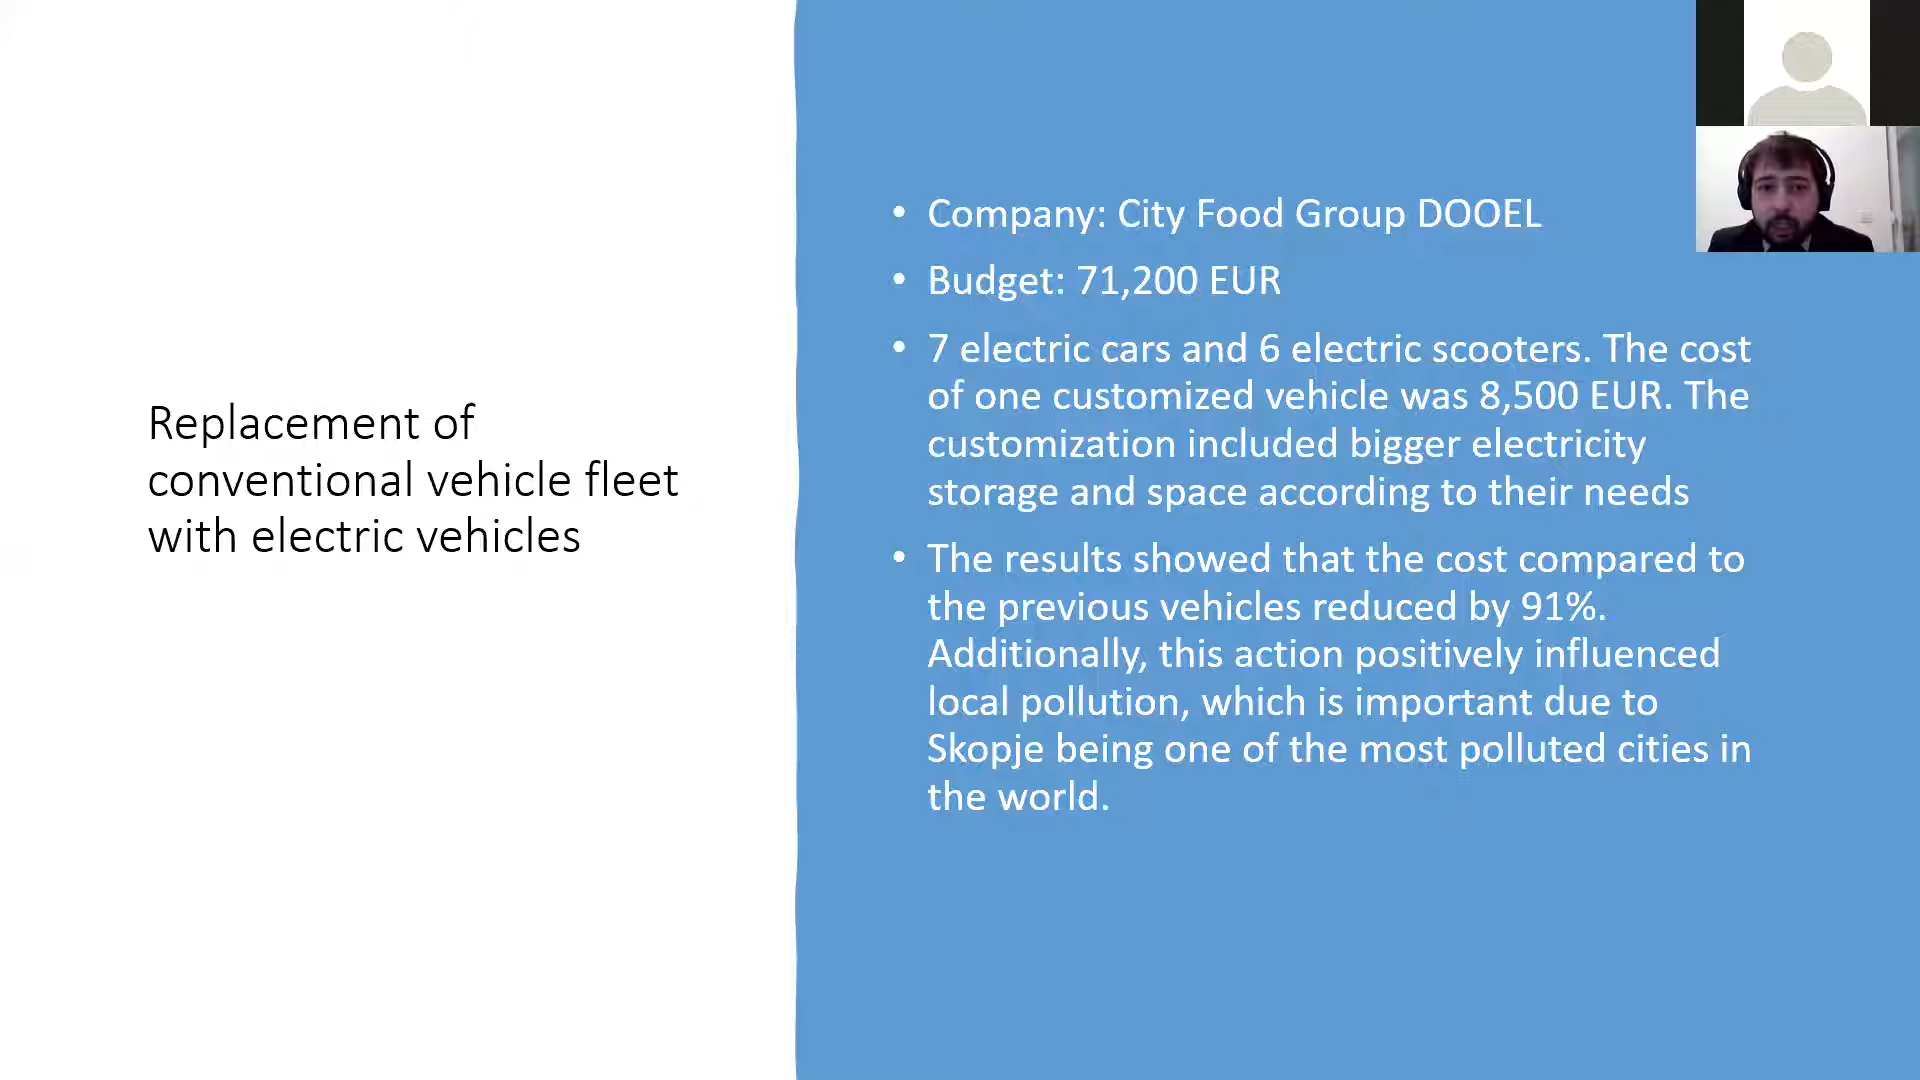 Replacement of
conventional vehicle fleet
with electric vehicles
• Company: City Food Group DOOEL
• Budget: 71,200 EUR
• 7 electric cars and 6 electric scooters. The cost
of one customized vehicle was 8,500 EUR. The
customization included bigger electricity
storage and space according to their needs
• The results showed that the cost compared to
the previous vehicles reduced by 91%.
Additionally, this action positively influenced
local pollution, which is important due to
Skopje being one of the most polluted cities in
the world.